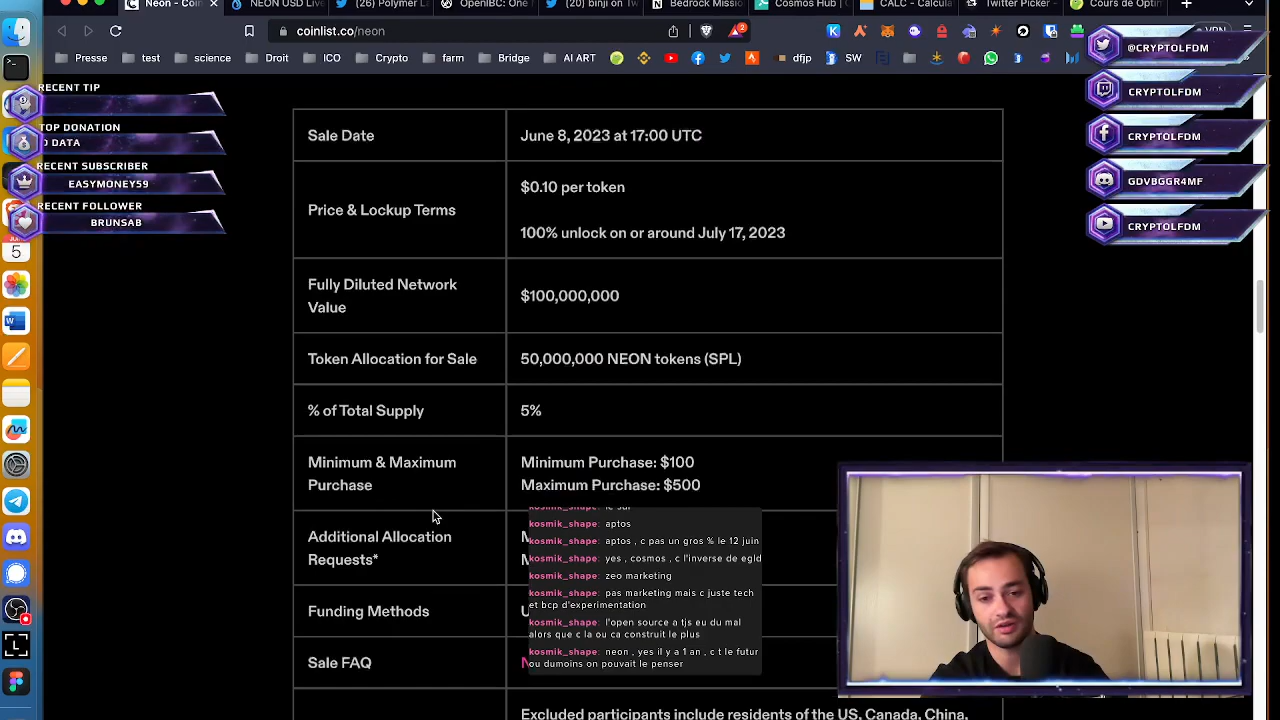 Neon - Coin
NEON USD Live
(26) Polymer La
OpenIBC: One I
(20) binji on Tw
Bedrock Missio
Cosmos Hub |
CALC - Calcula
Twitter Picker -
Cours de Optim
coinlist.co/neon
VPN
Presse
test
science
Droit
ICO
Crypto
farm
Bridge
AI ART
dfjp
SW
RECENT TIP
TOP DONATION
O DATA
RECENT SUBSCRIBER
EASYMONEY59
RECENT FOLLOWER
BRUNSAB
5
@CRYPTOLFDM
CRYPTOLFDM
CRYPTOLFDM
GDVBGGR4MF
CRYPTOLFDM
Sale Date
June 8, 2023 at 17:00 UTC
Price & Lockup Terms
$0.10 per token
100% unlock on or around July 17, 2023
Fully Diluted Network
Value
$100,000,000
Token Allocation for Sale
50,000,000 NEON tokens (SPL)
% of Total Supply
5%
Minimum & Maximum
Purchase
Minimum Purchase: $100
Maximum Purchase: $500
Additional Allocation
Requests*
Funding Methods
Sale FAQ
Excluded participants include residents of the US, Canada, China,
kosmik_shape: aptos
kosmik_shape: aptos , c pas un gros % le 12 juin
kosmik_shape: yes , cosmos , c l'inverse de egld
kosmik_shape: zeo marketing
kosmik_shape: pas marketing mais c juste tech
et bcp d'experimentation
kosmik_shape: l'open source a tjs eu du mal
alors que c la ou ca construit le plus
kosmik_shape: neon , yes il y a 1 an , c t le futur
ou dumoins on pouvait le penser